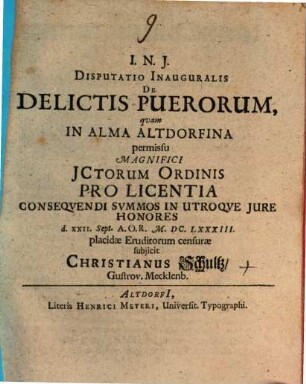 9
I. N. J.
DISPUTATIO INAUGURALIS
DE
DELICTIS PUERORUM,
quam
IN ALMA ALTDORFINA
permissu
MAGNIFICI
JCTORUM ORDINIS
PRO LICENTIA
CONSEQVENDI SVMMOS IN UTROQVE JURE
HONORES
d. XXII. Sept. A. O. R. M. DC. LXXXIII.
placidæ Eruditorum censuræ
subjicit
CHRISTIANUS Schultz/
Gustrov. Mecklenb.
ALTDORFI,
Literis HENRICI MEYERI, Universit. Typographi.